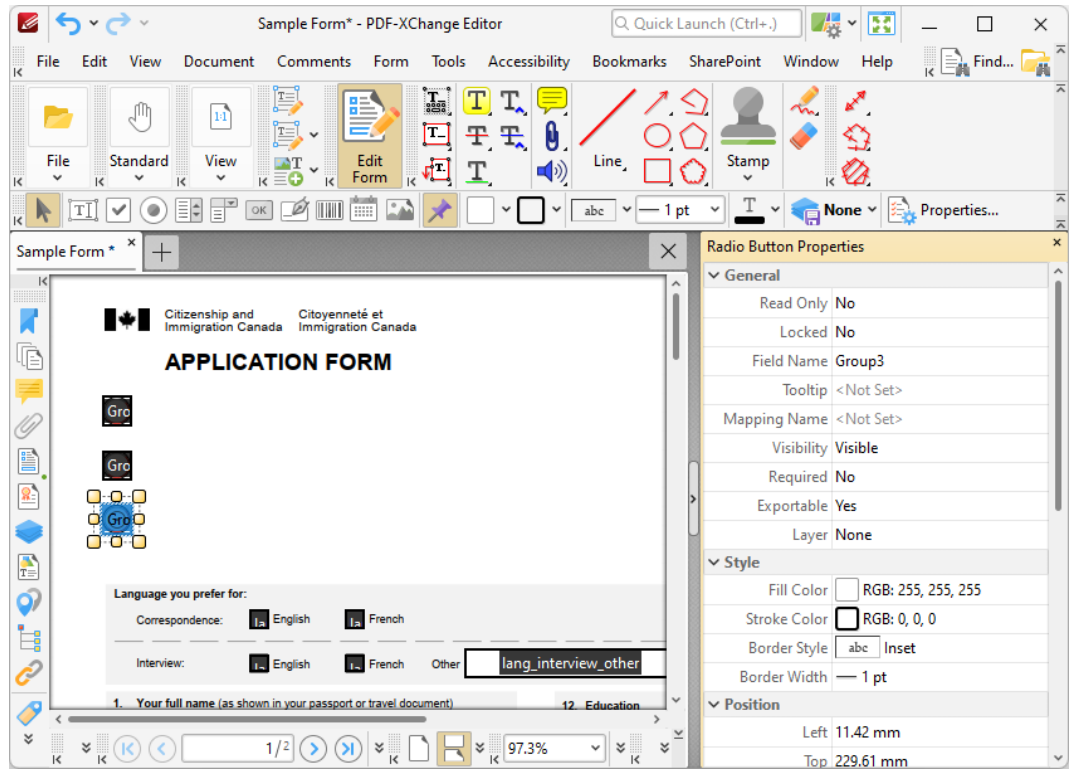 Sample Form* - PDF-XChange Editor
Quick Launch (Ctrl+.)
File Edit View Document Comments Form Tools Accessibility Bookmarks SharePoint Window Help Find...
File Standard View Edit Form Line Stamp
OK abc 1 pt T None Properties...
Sample Form *
Radio Button Properties
Citizenship and Citoyenneté et
Immigration Canada Immigration Canada
APPLICATION FORM
Gro
Gro
Gro
Language you prefer for:
Correspondence: la English la French
Interview: English French Other lang_interview_other
1. Your full name (as shown in your passport or travel document) 12. Education
1/2
97.3%
General
Read Only No
Locked No
Field Name Group3
Tooltip <Not Set>
Mapping Name <Not Set>
Visibility Visible
Required No
Exportable Yes
Layer None
Style
Fill Color RGB: 255, 255, 255
Stroke Color RGB: 0, 0, 0
Border Style abc Inset
Border Width 1 pt
Position
Left 11.42 mm
Top 229.61 mm